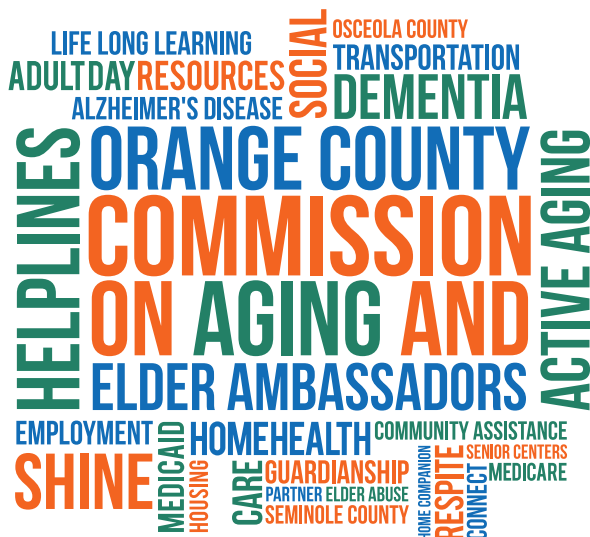 LIFE LONG LEARNING
ADULT DAY RESOURCES
ALZHEIMER'S DISEASE
SOCIAL
OSCEOLA COUNTY
TRANSPORTATION
DEMENTIA
HELPLINES
ORANGE COUNTY
COMMISSION
ON AGING AND
ELDER AMBASSADORS
ACTIVE AGING
EMPLOYMENT
SHINE
MEDICAID
HOUSING
HOMEHEALTH
CARE
GUARDIANSHIP
PARTNER ELDER ABUSE
SEMINOLE COUNTY
COMMUNITY ASSISTANCE
HOME COMPANION
RESPITE
CONNECT
SENIOR CENTERS
MEDICARE